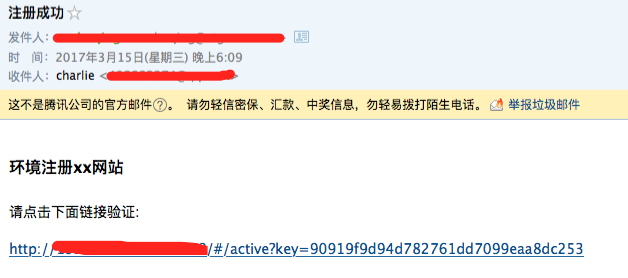 注册成功
发件人：
时 间：2017年3月15日(星期三) 晚上6:09
收件人：charlie <
这不是腾讯公司的官方邮件?。 请勿轻信密保、汇款、中奖信息，勿轻易拨打陌生电话。 举报垃圾邮件
环境注册xx网站
请点击下面链接验证:
http:/ /#/active?key=90919f9d94d782761dd7099eaa8dc253